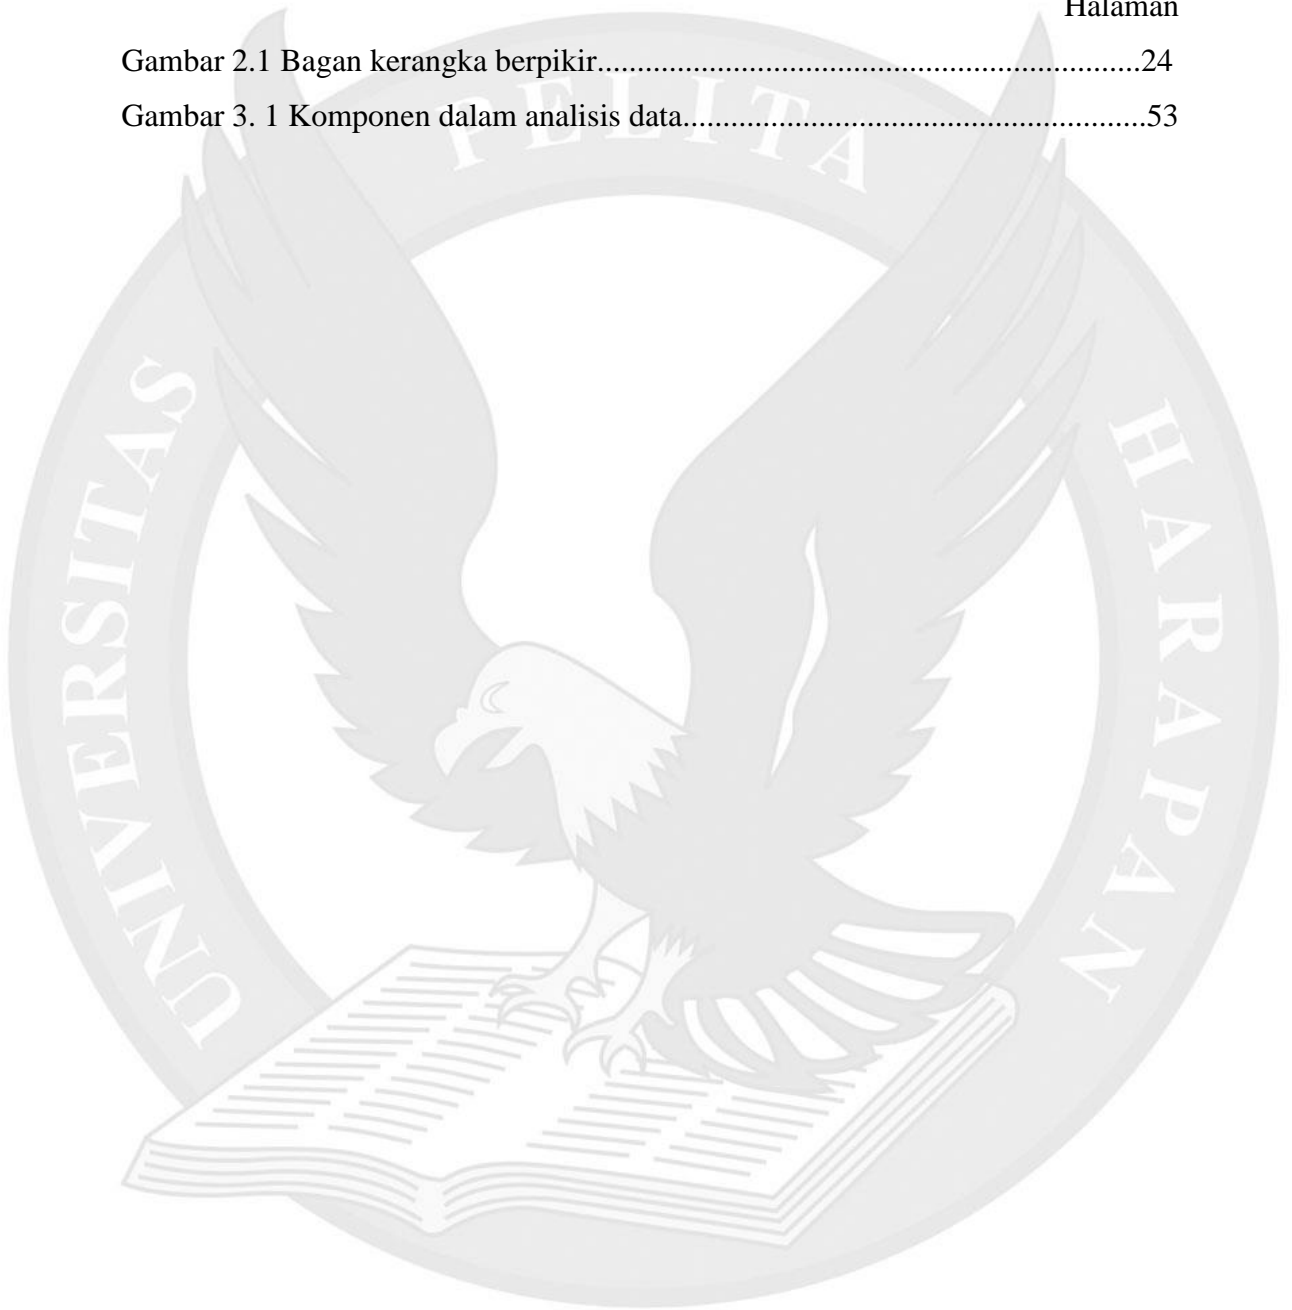 Halaman
Gambar 2.1 Bagan kerangka berpikir....................................................................24
Gambar 3. 1 Komponen dalam analisis data..........................................................53
UNIVERSITAS PELITA HARAPAN